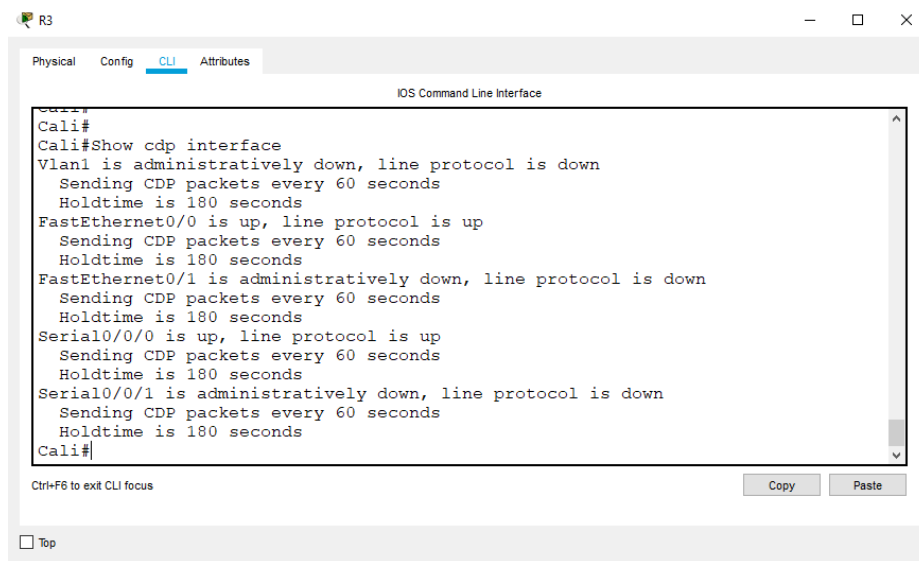 R3
Physical Config CLI Attributes
IOS Command Line Interface
Cali#
Cali#
Cali#Show cdp interface
Vlan1 is administratively down, line protocol is down
  Sending CDP packets every 60 seconds
  Holdtime is 180 seconds
FastEthernet0/0 is up, line protocol is up
  Sending CDP packets every 60 seconds
  Holdtime is 180 seconds
FastEthernet0/1 is administratively down, line protocol is down
  Sending CDP packets every 60 seconds
  Holdtime is 180 seconds
Serial0/0/0 is up, line protocol is up
  Sending CDP packets every 60 seconds
  Holdtime is 180 seconds
Serial0/0/1 is administratively down, line protocol is down
  Sending CDP packets every 60 seconds
  Holdtime is 180 seconds
Cali#
Ctrl+F6 to exit CLI focus
Copy Paste
Top